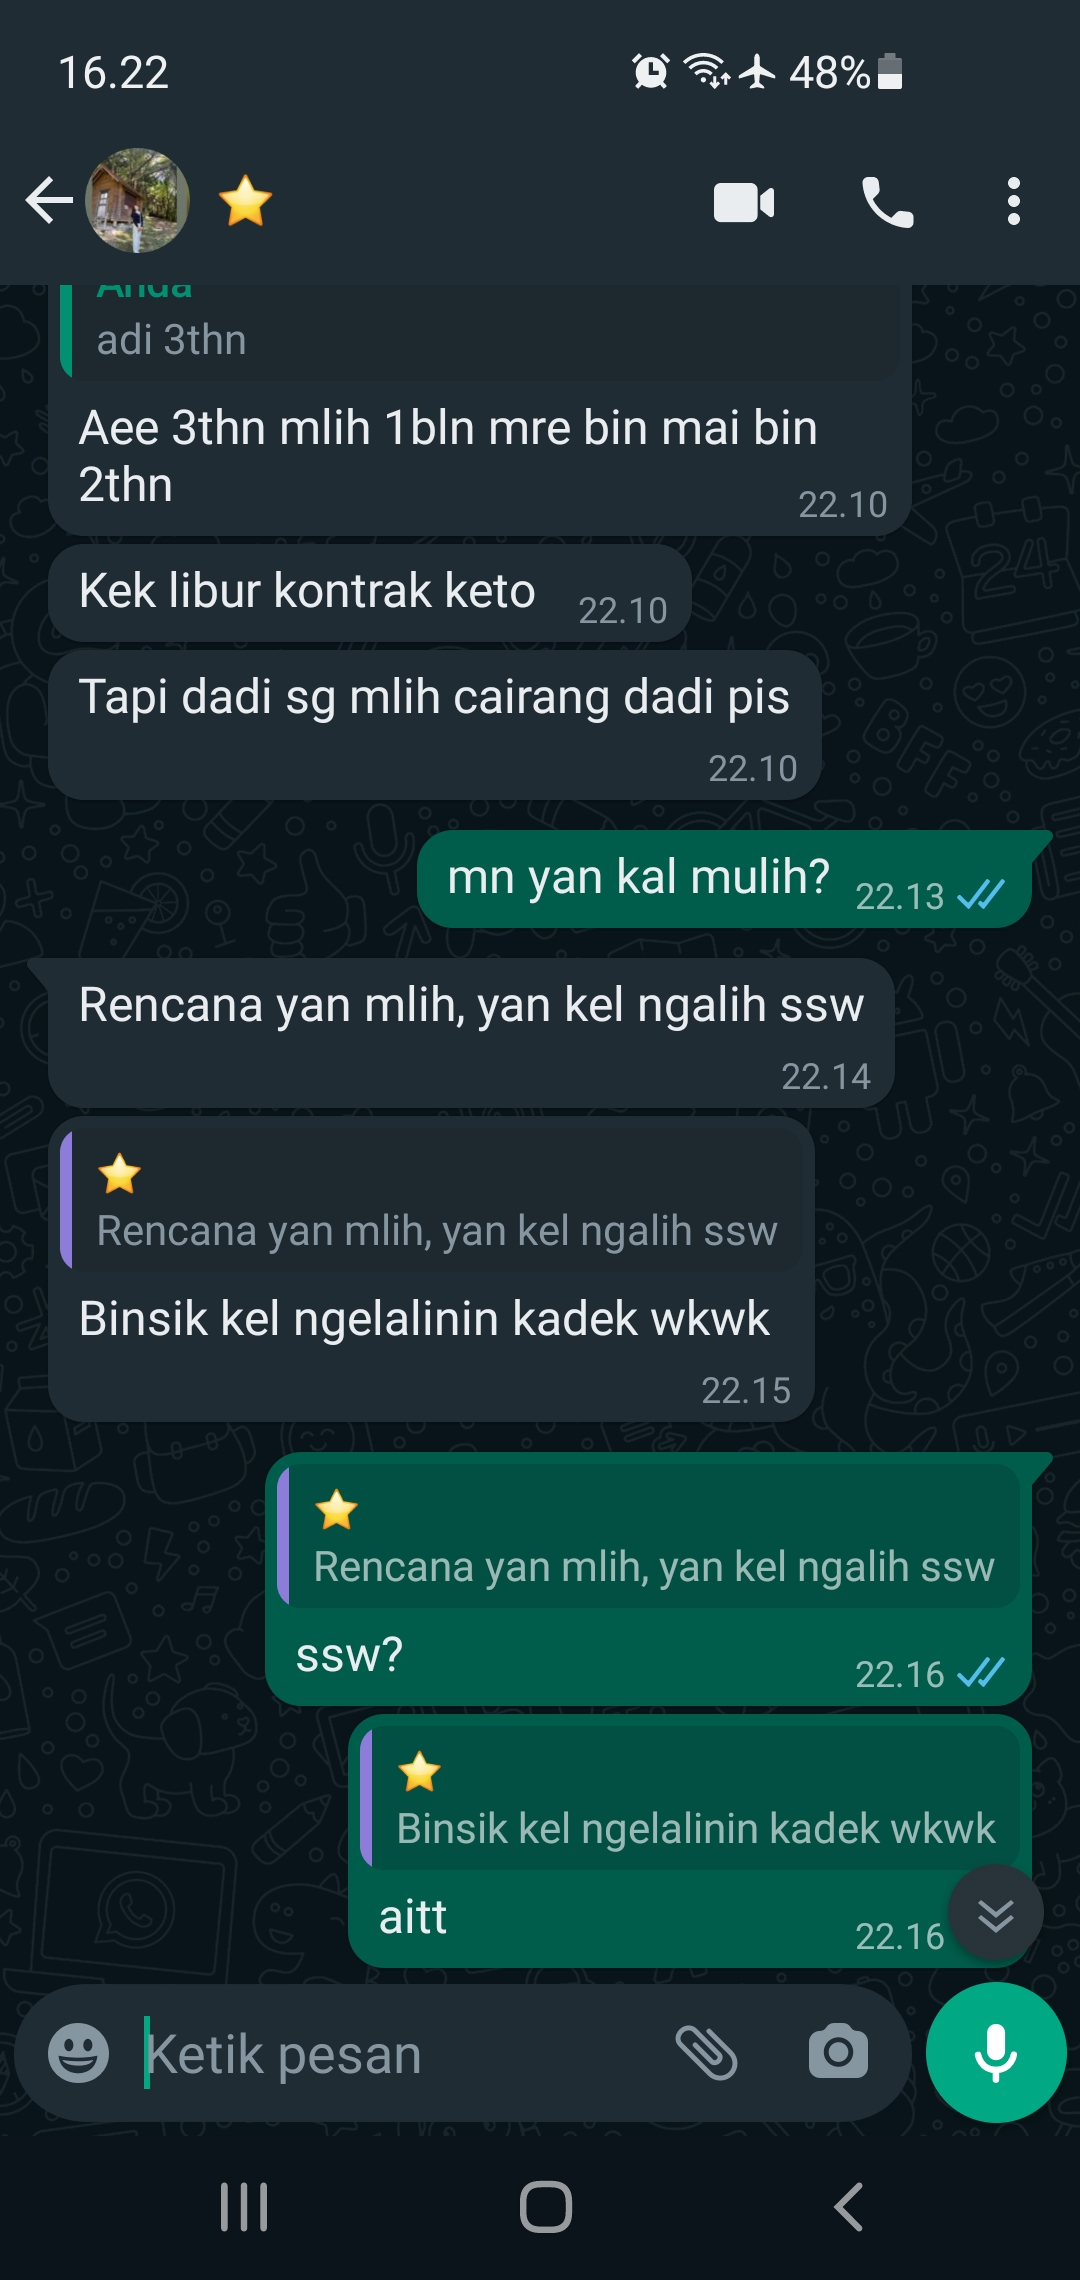 16.22
48%
Anda
adi 3thn
Aee 3thn mlih 1bln mre bin mai bin
2thn
22.10
Kek libur kontrak keto
22.10
Tapi dadi sg mlih cairang dadi pis
22.10
mn yan kal mulih?
22.13
Rencana yan mlih, yan kel ngalih ssw
22.14
Rencana yan mlih, yan kel ngalih ssw
Binsik kel ngelalinin kadek wkwk
22.15
Rencana yan mlih, yan kel ngalih ssw
ssw?
22.16
Binsik kel ngelalinin kadek wkwk
aitt
22.16
Ketik pesan